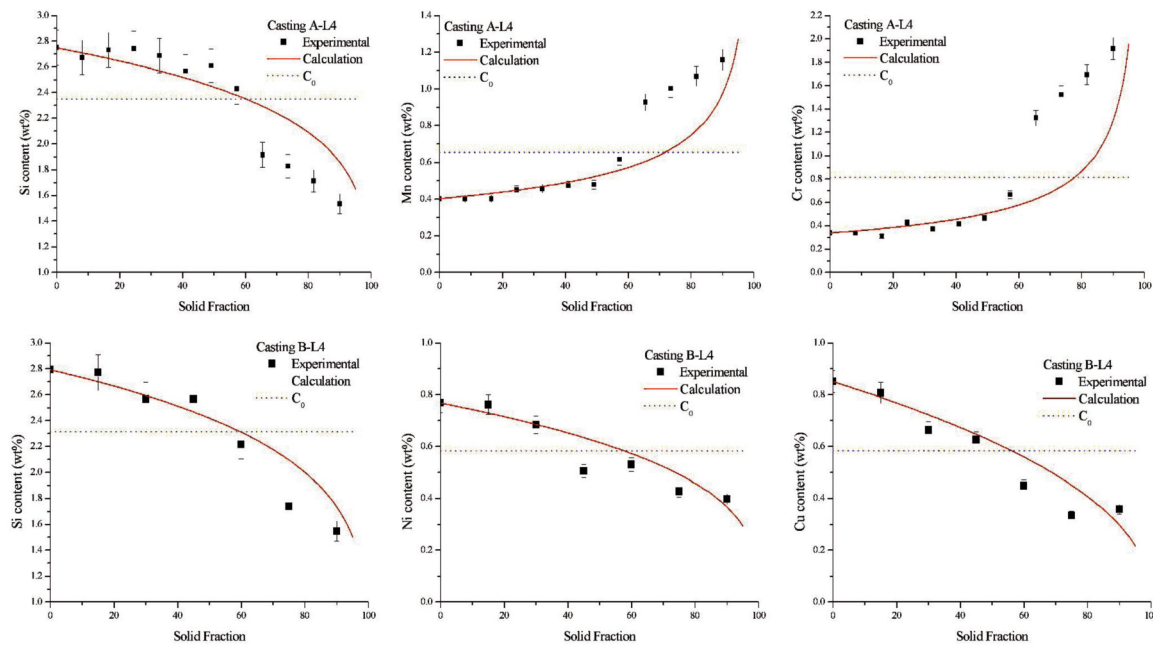 Casting A-L4
Experimental
Calculation
C0
Si content (wt%)
3.0
2.8
2.6
2.4
2.2
2.0
1.8
1.6
1.4
1.2
1.0
0 20 40 60 80 100
Solid Fraction
Casting A-L4
Experimental
Calculation
C0
Mn content (wt%)
1.4
1.2
1.0
0.8
0.6
0.4
0.2
0.0
0 20 40 60 80 100
Solid Fraction
Casting A-L4
Experimental
Calculation
C0
Cr content (wt%)
2.2
2.0
1.8
1.6
1.4
1.2
1.0
0.8
0.6
0.4
0.2
0.0
0 20 40 60 80 100
Solid Fraction
Casting B-L4
Experimental
Calculation
C0
Si content (wt%)
3.0
2.8
2.6
2.4
2.2
2.0
1.8
1.6
1.4
1.2
1.0
0 20 40 60 80 100
Solid Fraction
Casting B-L4
Experimental
Calculation
C0
Ni content (wt%)
1.0
0.8
0.6
0.4
0.2
0.0
0 10 20 30 40 50 60 70 80 90 100
Solid Fraction
Casting B-L4
Experimental
Calculation
C0
Cu content (wt%)
1.0
0.8
0.6
0.4
0.2
0.0
0 10 20 30 40 50 60 70 80 90 100
Solid Fraction